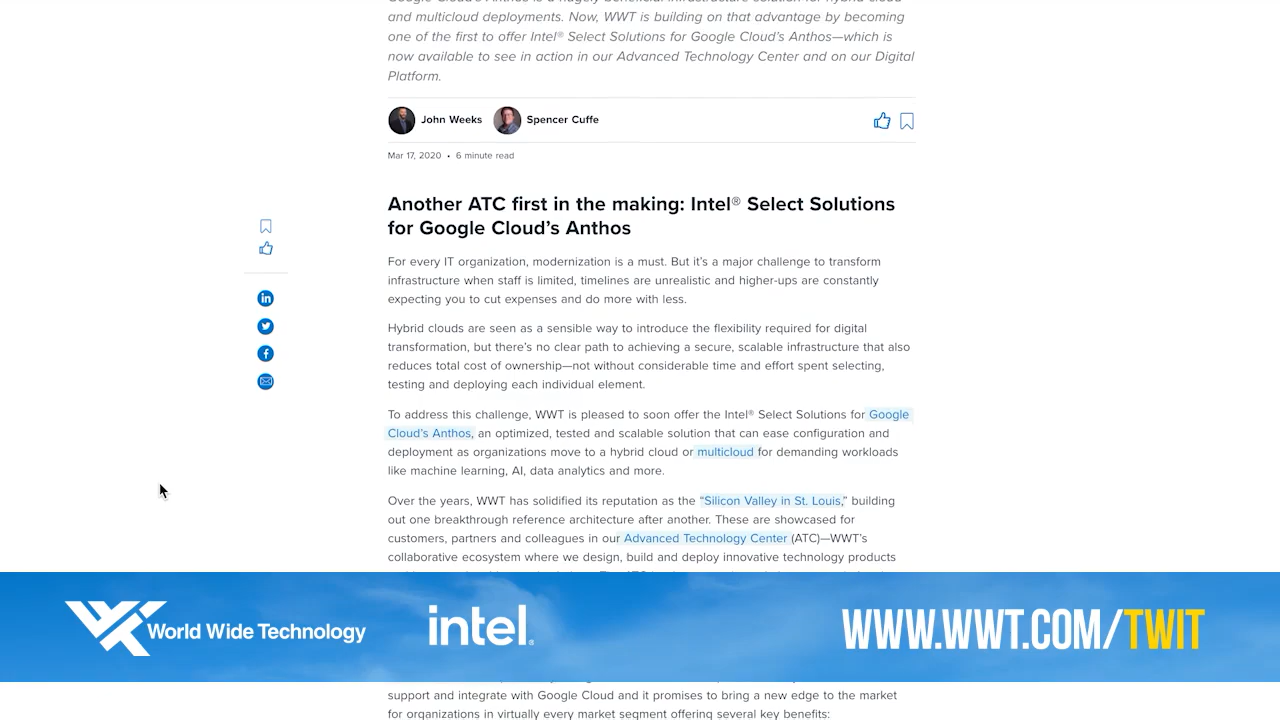 Google Cloud's Anthos is a hugely beneficial infrastructure solution for hybrid cloud
and multicloud deployments. Now, WWT is building on that advantage by becoming
one of the first to offer Intel® Select Solutions for Google Cloud's Anthos—which is
now available to see in action in our Advanced Technology Center and on our Digital
Platform.
John Weeks Spencer Cuffe
Mar 17, 2020 • 6 minute read
Another ATC first in the making: Intel® Select Solutions
for Google Cloud's Anthos
For every IT organization, modernization is a must. But it's a major challenge to transform
infrastructure when staff is limited, timelines are unrealistic and higher-ups are constantly
expecting you to cut expenses and do more with less.
Hybrid clouds are seen as a sensible way to introduce the flexibility required for digital
transformation, but there's no clear path to achieving a secure, scalable infrastructure that also
reduces total cost of ownership—not without considerable time and effort spent selecting,
testing and deploying each individual element.
To address this challenge, WWT is pleased to soon offer the Intel® Select Solutions for Google
Cloud's Anthos, an optimized, tested and scalable solution that can ease configuration and
deployment as organizations move to a hybrid cloud or multicloud for demanding workloads
like machine learning, AI, data analytics and more.
Over the years, WWT has solidified its reputation as the "Silicon Valley in St. Louis," building
out one breakthrough reference architecture after another. These are showcased for
customers, partners and colleagues in our Advanced Technology Center (ATC)—WWT's
collaborative ecosystem where we design, build and deploy innovative technology products
World Wide Technology
intel.
WWW.WWT.COM/TWIT
support and integrate with Google Cloud and it promises to bring a new edge to the market
for organizations in virtually every market segment offering several key benefits: